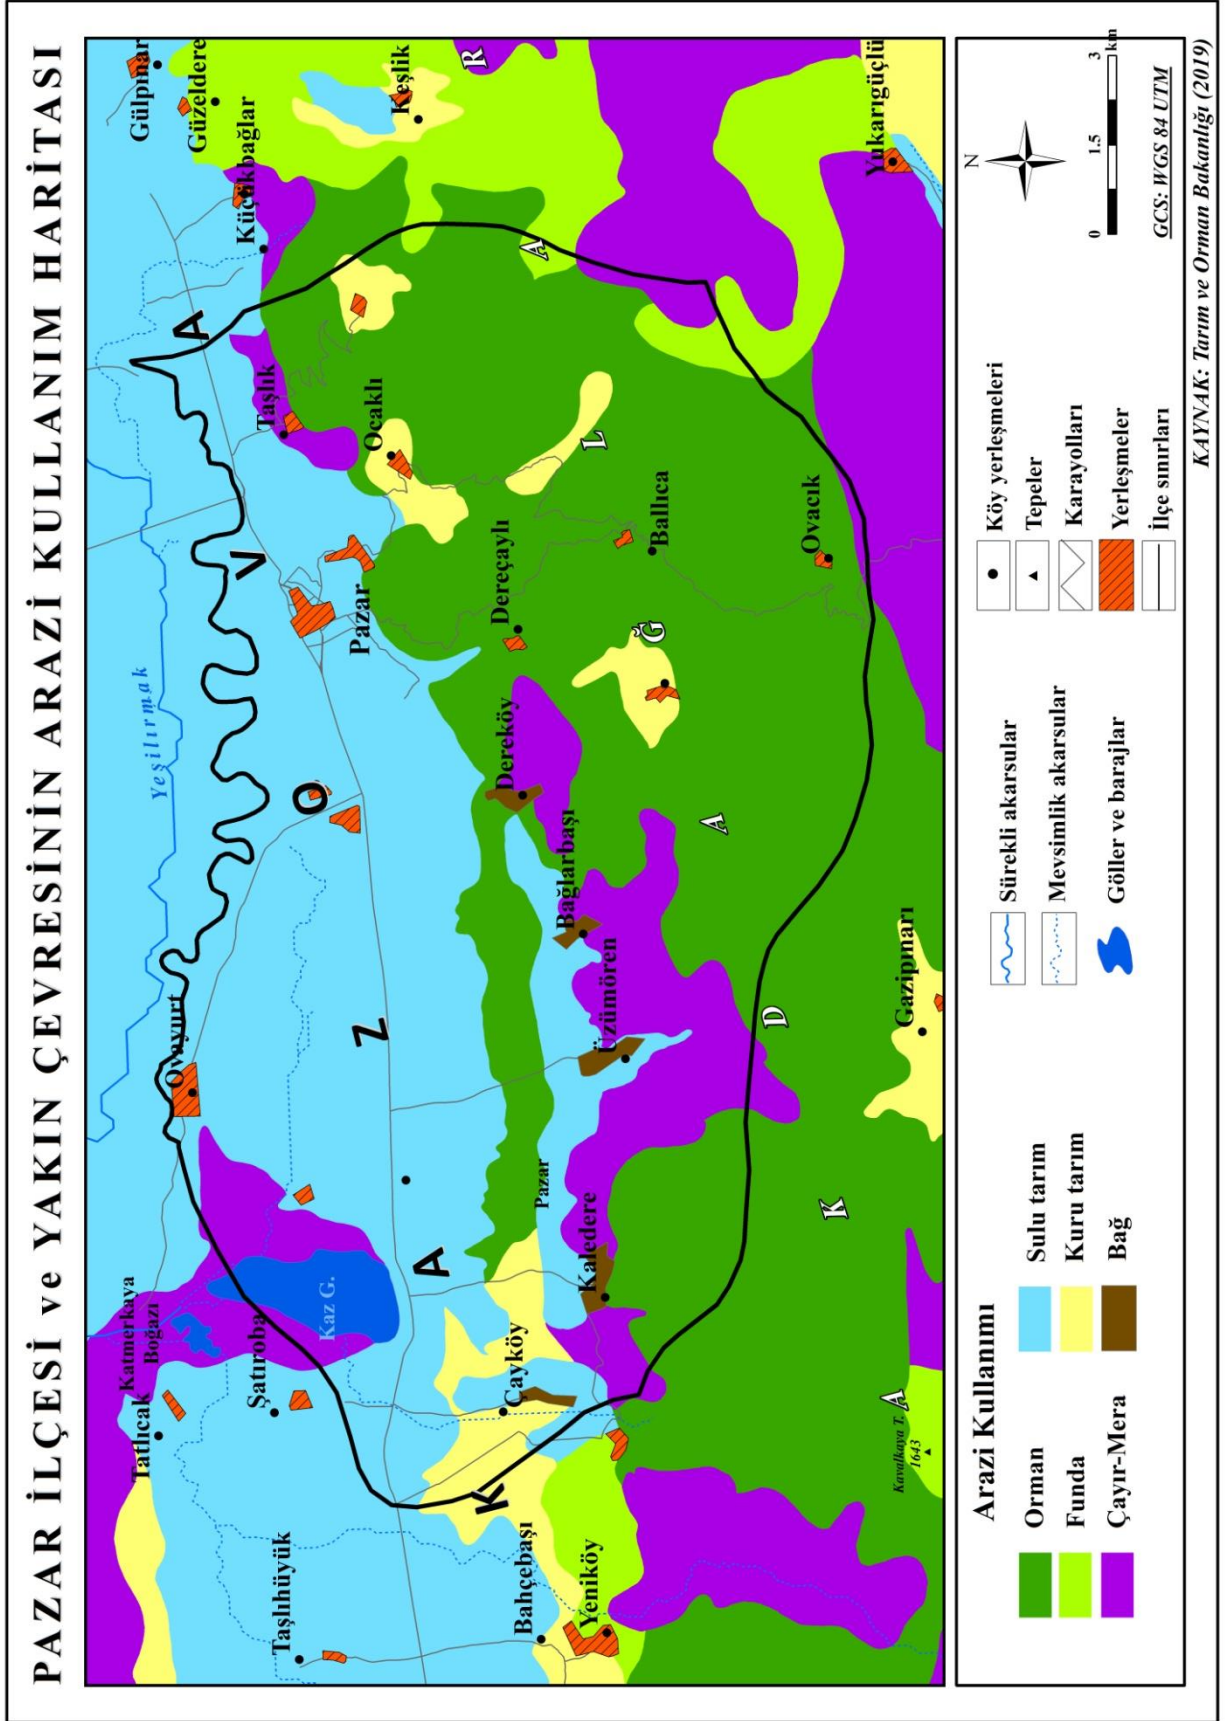 PAZAR İLÇESİ ve YAKIN ÇEVRESİNİN ARAZİ KULLANIM HARİTASI
Gülpınar
Güzeldere
Küçükbağlar
Keşlik
Yukarıgüçlü
Taşlık
Ocaklı
Pazar
Dereçaylı
Ballıca
Ovacık
Yeşilırmak
Dereköy
Bağlarbaşı
Üzümören
Gazipınarı
Ovayurt
Pazar
Kaledere
Kaz G.
Katmerkaya
Boğazı
Şatıroba
Tatlıcak
Çayköy
Taşlıhüyük
Bahçebaşı
Yeniköy
Kavalkaya T.
1643
K A Z O V A
A K D A Ğ L A R
Arazi Kullanımı
Orman
Funda
Çayır-Mera
Sulu tarım
Kuru tarım
Bağ
Sürekli akarsular
Mevsimlik akarsular
Göller ve barajlar
Köy yerleşmeleri
Tepeler
Karayolları
Yerleşmeler
İlçe sınırları
N
0 1.5 3
km
GCS: WGS 84 UTM
KAYNAK: Tarım ve Orman Bakanlığı (2019)